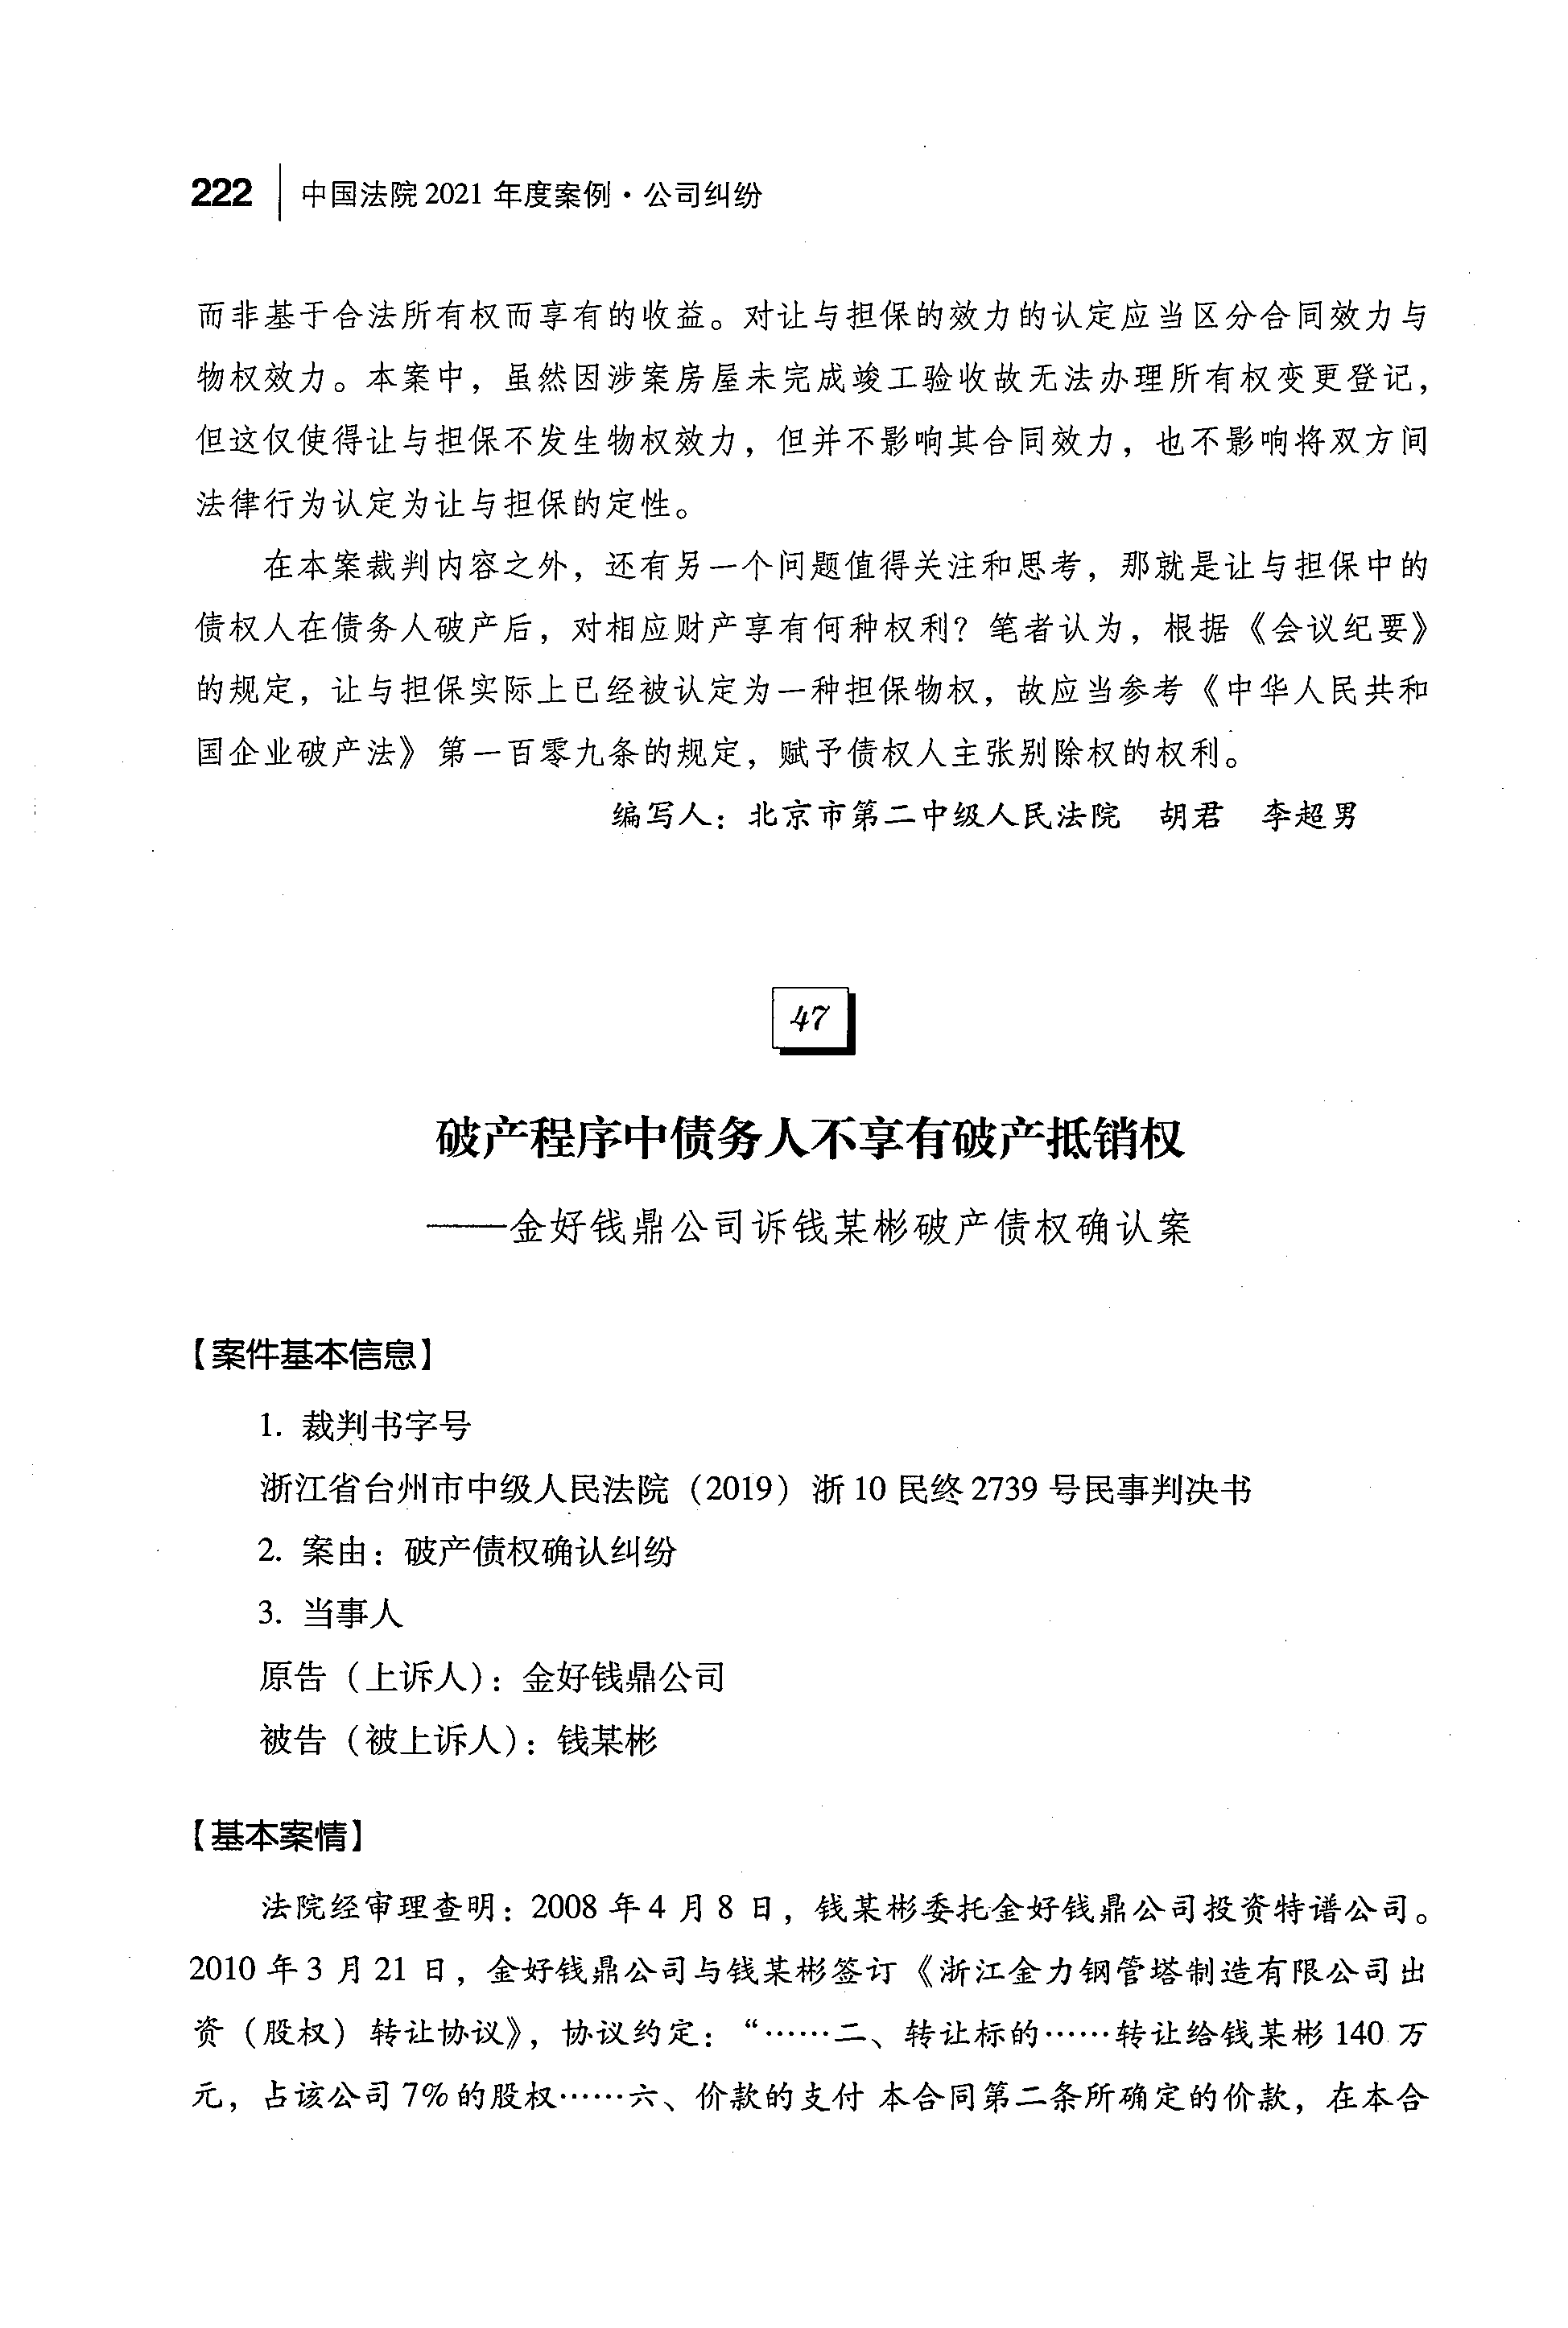 222 中国法院 2021 年度案例·公司纠纷
而非基于合法所有权而享有的收益。对让与担保的效力的认定应当区分合同效力与
物权效力。本案中，虽然因涉案房屋未完成竣工验收故无法办理所有权变更登记，
但这仅使得让与担保不发生物权效力，但并不影响其合同效力，也不影响将双方间
法律行为认定为让与担保的定性。
在本案裁判内容之外，还有另一个问题值得关注和思考，那就是让与担保中的
债权人在债务人破产后，对相应财产享有何种权利？笔者认为，根据《会议纪要》
的规定，让与担保实际上已经被认定为一种担保物权，故应当参考《中华人民共和
国企业破产法》第一百零九条的规定，赋予债权人主张别除权的权利。
编写人：北京市第二中级人民法院　胡君　李超男
47
破产程序中债务人不享有破产抵销权
——金好钱鼎公司诉钱某彬破产债权确认案
【案件基本信息】
1. 裁判书字号
浙江省台州市中级人民法院（2019）浙 10 民终 2739 号民事判决书
2. 案由：破产债权确认纠纷
3. 当事人
原告（上诉人）：金好钱鼎公司
被告（被上诉人）：钱某彬
【基本案情】
法院经审理查明：2008 年 4 月 8 日，钱某彬委托金好钱鼎公司投资特谱公司。
2010 年 3 月 21 日，金好钱鼎公司与钱某彬签订《浙江金力钢管塔制造有限公司出
资（股权）转让协议》，协议约定：“……二、转让标的……转让给钱某彬 140 万
元，占该公司 7% 的股权……六、价款的支付 本合同第二条所确定的价款，在本合